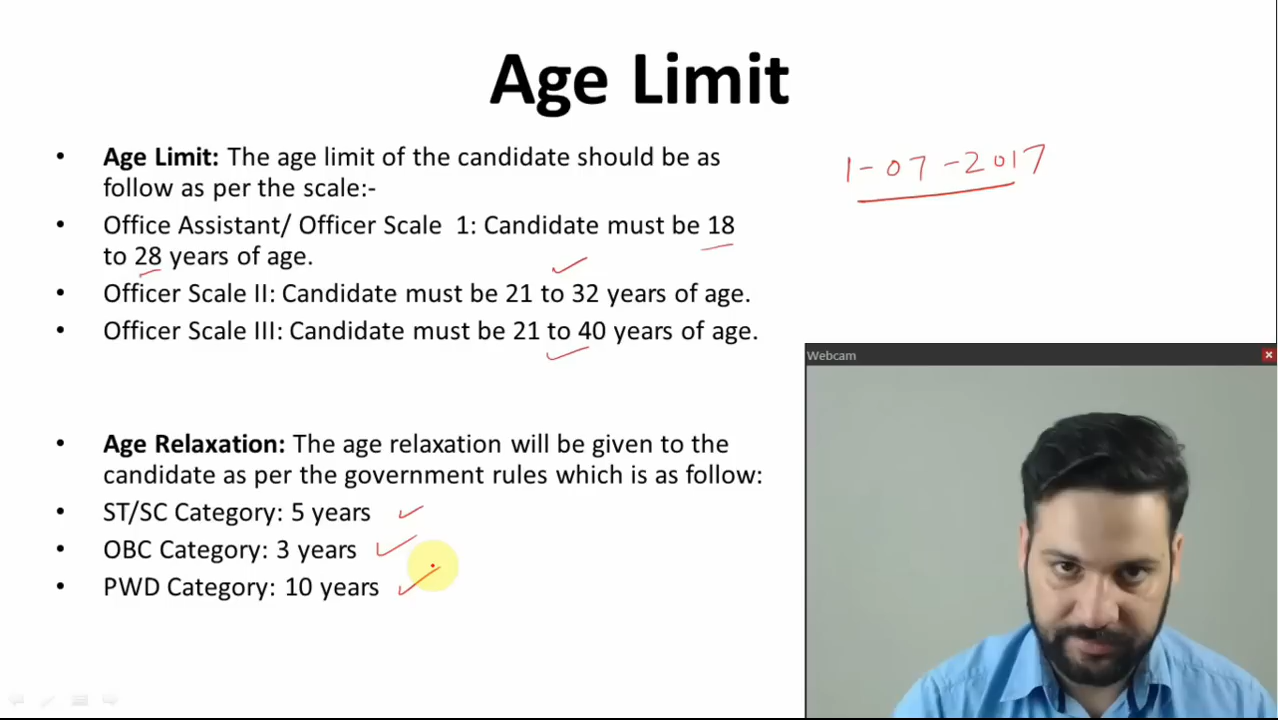 Age Limit
• Age Limit: The age limit of the candidate should be as
follow as per the scale:-
1-07-2017
• Office Assistant/ Officer Scale 1: Candidate must be 18
to 28 years of age.
• Officer Scale II: Candidate must be 21 to 32 years of age.
• Officer Scale III: Candidate must be 21 to 40 years of age.
Webcam
• Age Relaxation: The age relaxation will be given to the
candidate as per the government rules which is as follow:
• ST/SC Category: 5 years
• OBC Category: 3 years
• PWD Category: 10 years